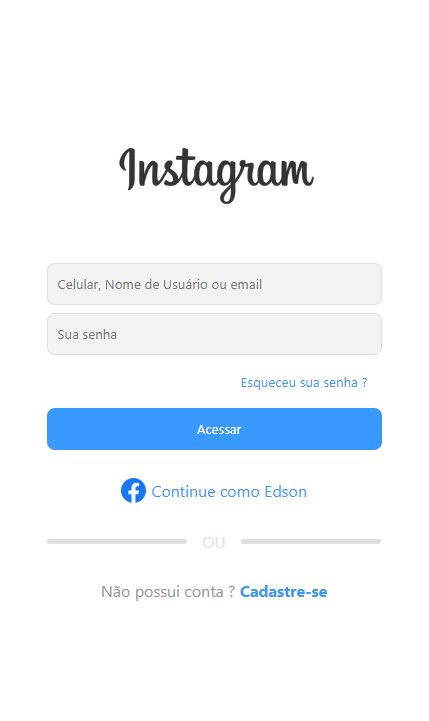 Instagram
Celular, Nome de Usuário ou email
Sua senha
Esqueceu sua senha ?
Acessar
Continue como Edson
OU
Não possui conta ? Cadastre-se